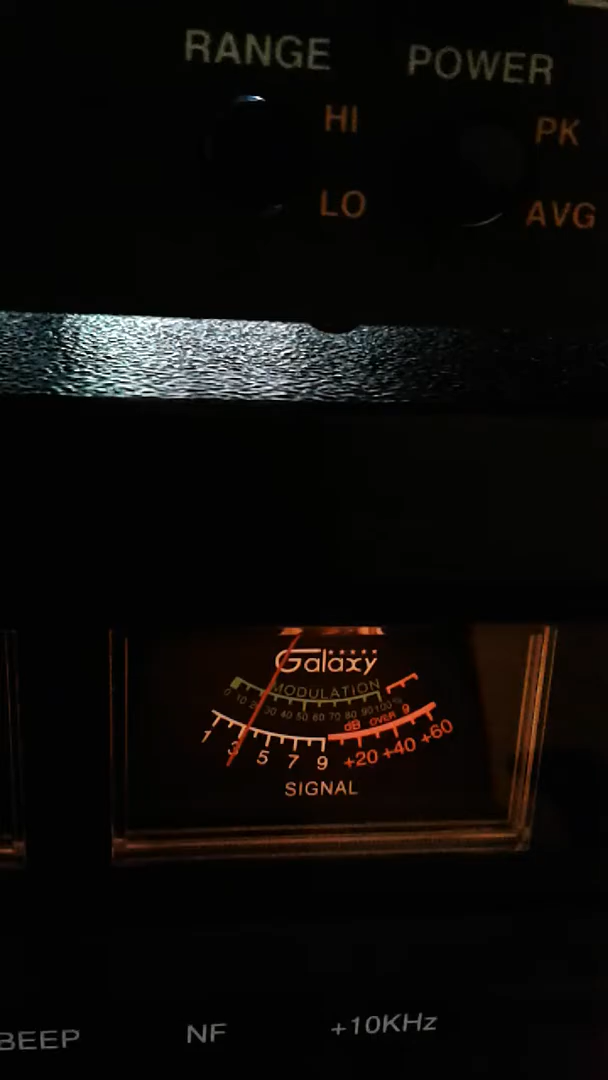 RANGE POWER
HI PK
LO AVG
Galaxy
MODULATION
0 10 20 30 40 50 60 70 80 90 100 %
dB OVER 9
1 3 5 7 9 +20 +40 +60
SIGNAL
BEEP NF +10KHz